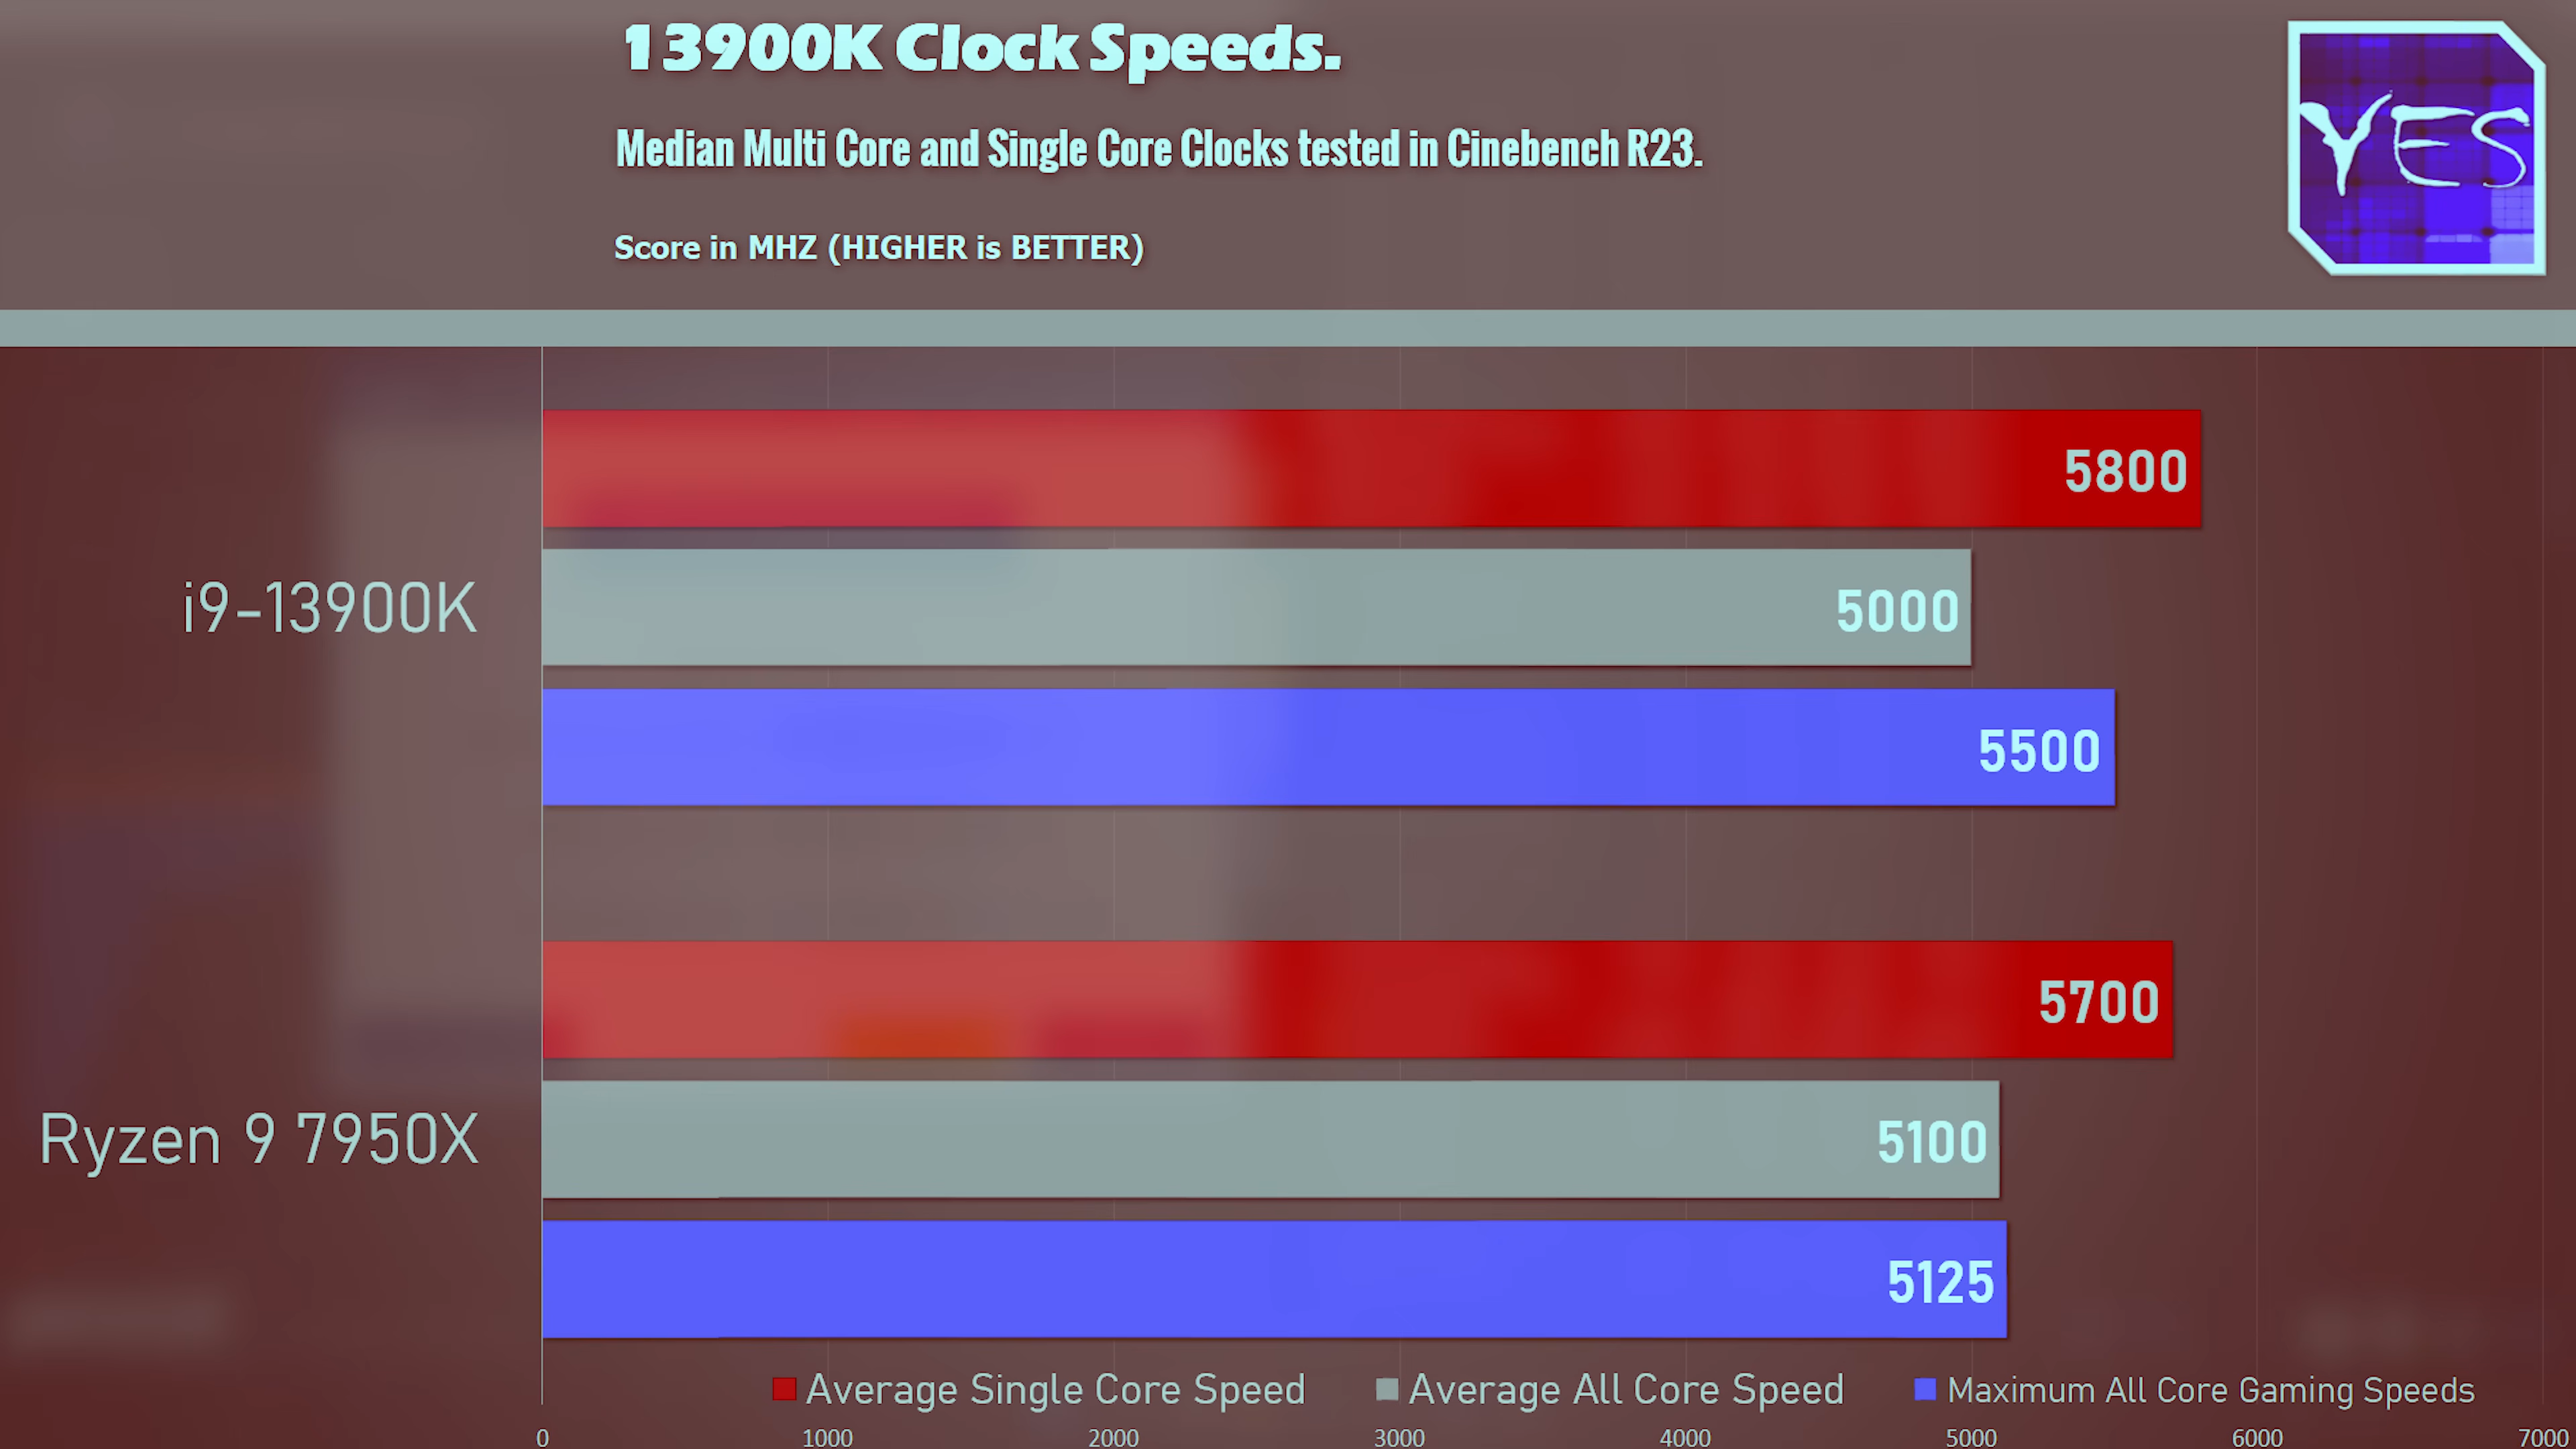 13900K Clock Speeds.
YES
Median Multi Core and Single Core Clocks tested in Cinebench R23.
Score in MHZ (HIGHER is BETTER)
5800
i9-13900K
5000
5500
5700
Ryzen 9 7950X
5100
5125
Average Single Core Speed Average All Core Speed Maximum All Core Gaming Speeds
0 1000 2000 3000 4000 5000 6000 7000